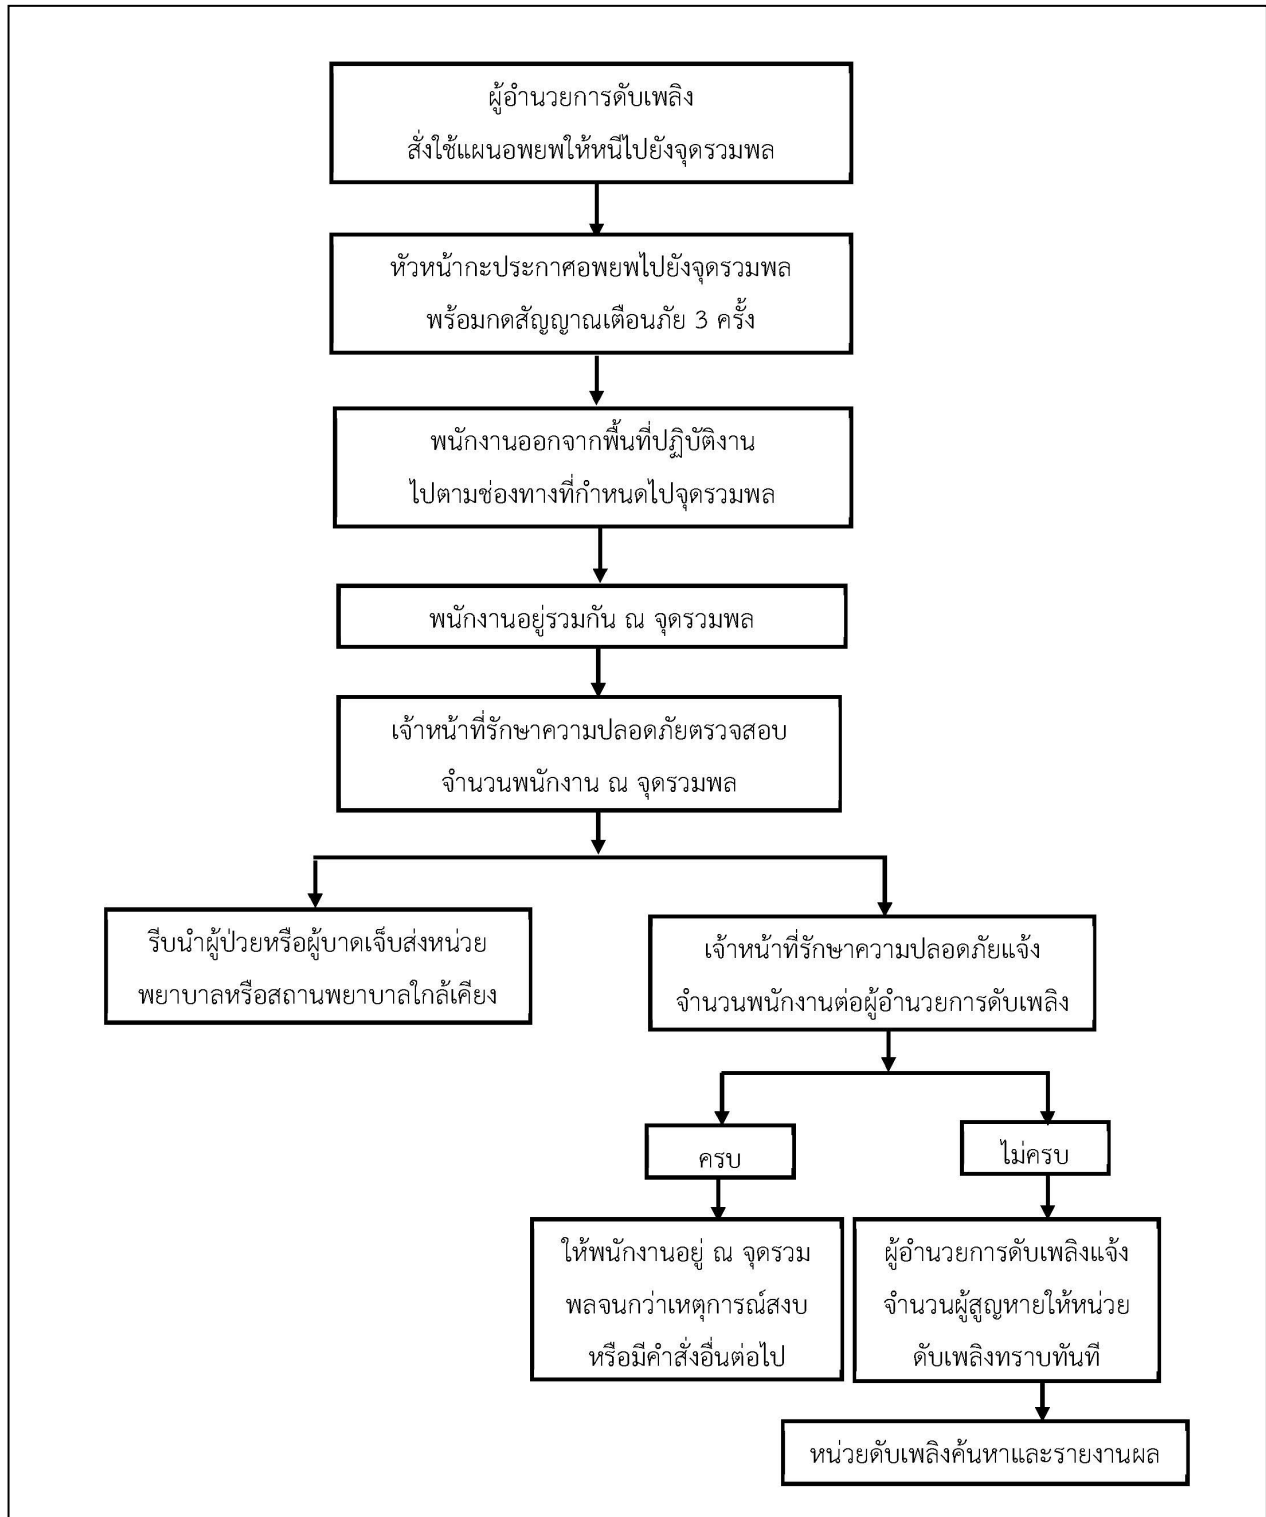 ผู้อำนวยการดับเพลิง
สั่งใช้แผนอพยพให้หนีไปยังจุดรวมพล
หัวหน้ากะประกาศอพยพไปยังจุดรวมพล
พร้อมกดสัญญาณเตือนภัย 3 ครั้ง
พนักงานออกจากพื้นที่ปฏิบัติงาน
ไปตามช่องทางที่กำหนดไปจุดรวมพล
พนักงานอยู่รวมกัน ณ จุดรวมพล
เจ้าหน้าที่รักษาความปลอดภัยตรวจสอบ
จำนวนพนักงาน ณ จุดรวมพล
รีบนำผู้ป่วยหรือผู้บาดเจ็บส่งหน่วย
พยาบาลหรือสถานพยาบาลใกล้เคียง
เจ้าหน้าที่รักษาความปลอดภัยแจ้ง
จำนวนพนักงานต่อผู้อำนวยการดับเพลิง
ครบ
ไม่ครบ
ให้พนักงานอยู่ ณ จุดรวม
พลจนกว่าเหตุการณ์สงบ
หรือมีคำสั่งอื่นต่อไป
ผู้อำนวยการดับเพลิงแจ้ง
จำนวนผู้สูญหายให้หน่วย
ดับเพลิงทราบทันที
หน่วยดับเพลิงค้นหาและรายงานผล